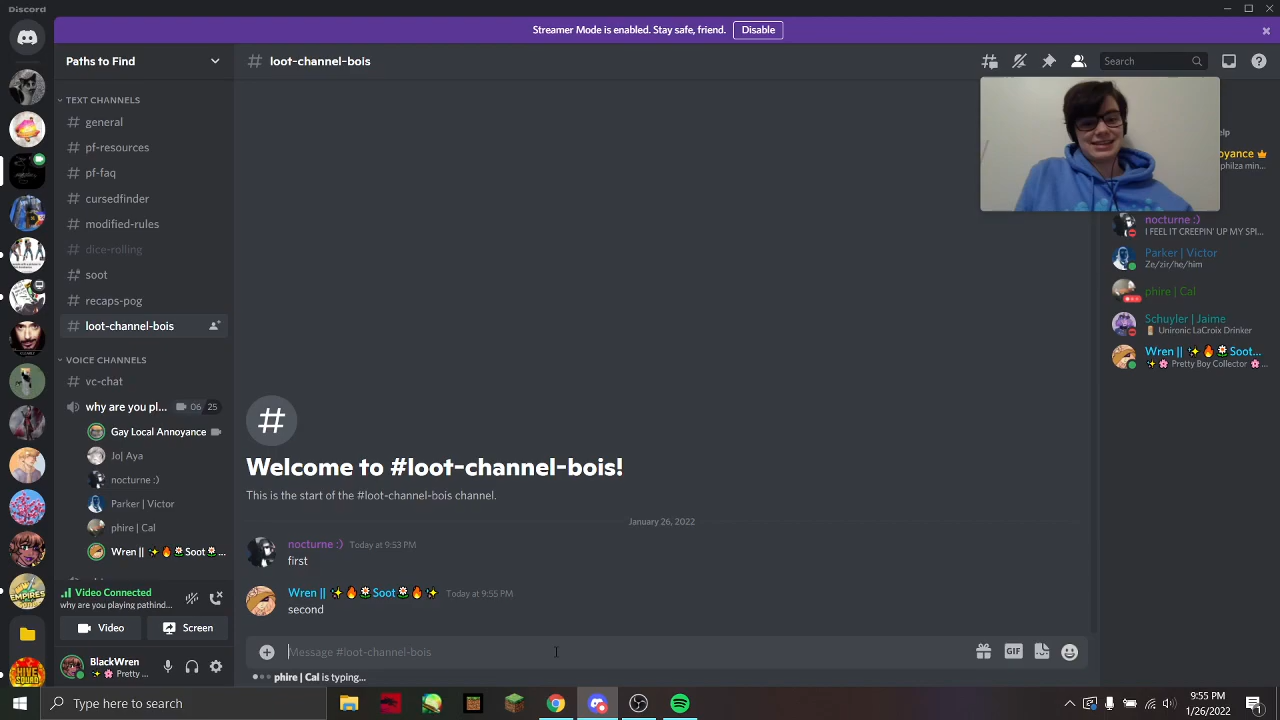 Discord
Streamer Mode is enabled. Stay safe, friend.
Disable
Paths to Find
# loot-channel-bois
Search
TEXT CHANNELS
# general
# pf-resources
# pf-faq
# cursedfinder
# modified-rules
# dice-rolling
# soot
# recaps-pog
# loot-channel-bois
VOICE CHANNELS
# vc-chat
why are you pl... 06 25
Gay Local Annoyance
Jo| Aya
nocturne :)
Parker | Victor
phire | Cal
Wren || ✨🔥🌼Soot🌼 ...
Video Connected
why are you playing pathind...
Video
Screen
BlackWren
✨🌸 Pretty ...
#
Welcome to #loot-channel-bois!
This is the start of the #loot-channel-bois channel.
January 26, 2022
nocturne :) Today at 9:53 PM
first
Wren || ✨🔥🌼Soot🌼🔥✨ Today at 9:55 PM
second
Message #loot-channel-bois
GIF
phire | Cal is typing...
elp
oyance
philza min...
nocturne :)
I FEEL IT CREEPIN' UP MY SPI...
Parker | Victor
Ze/zir/he/him
phire | Cal
Schuyler | Jaime
Unironic LaCroix Drinker
Wren || ✨🔥🌼Soot...
✨🌸 Pretty Boy Collector 🌸 ...
Type here to search
9:55 PM
1/26/2022